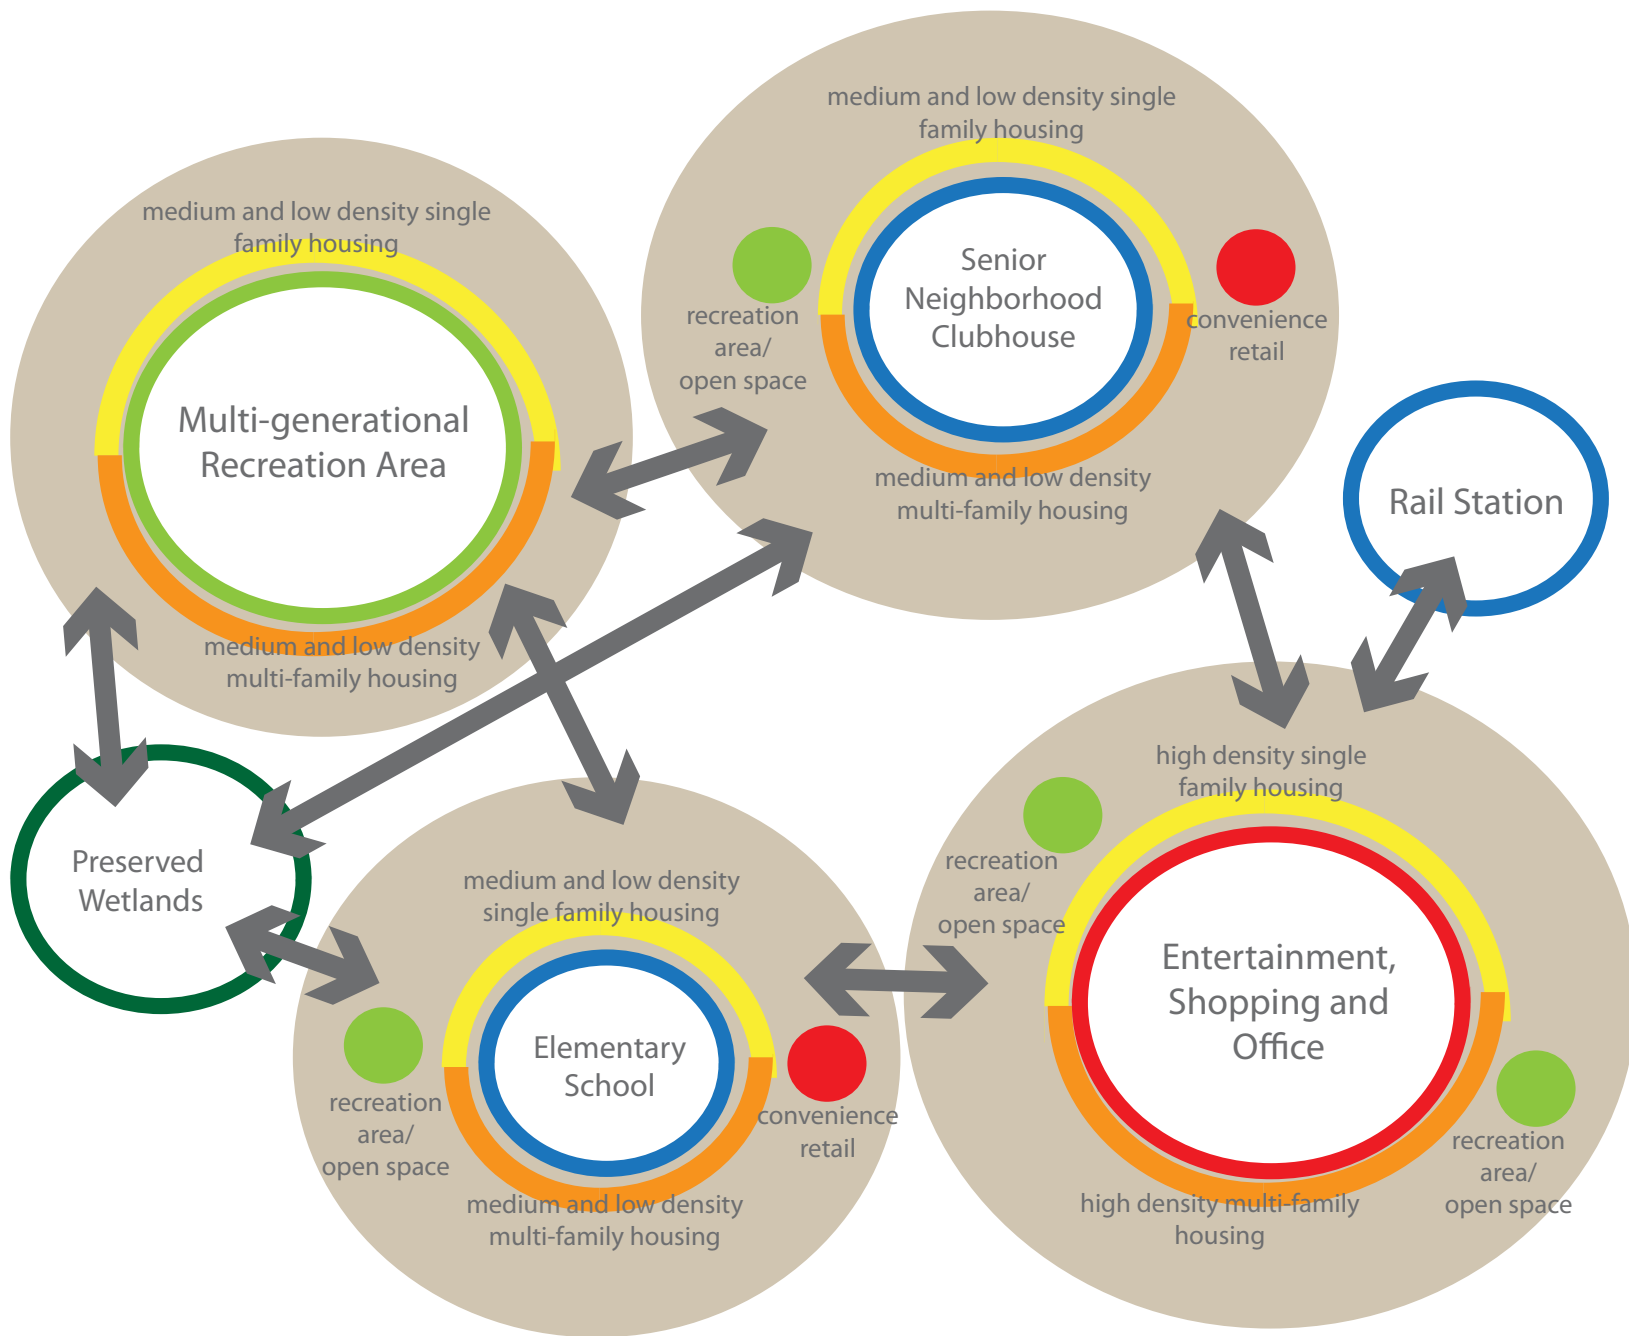 medium and low density single
family housing
Senior
Neighborhood
Clubhouse
recreation
area/
open space
convenience
retail
medium and low density
multi-family housing
medium and low density single
family housing
Multi-generational
Recreation Area
medium and low density
multi-family housing
Rail Station
Preserved
Wetlands
medium and low density
single family housing
Elementary
School
recreation
area/
open space
convenience
retail
medium and low density
multi-family housing
high density single
family housing
recreation
area/
open space
Entertainment,
Shopping and
Office
recreation
area/
open space
high density multi-family
housing